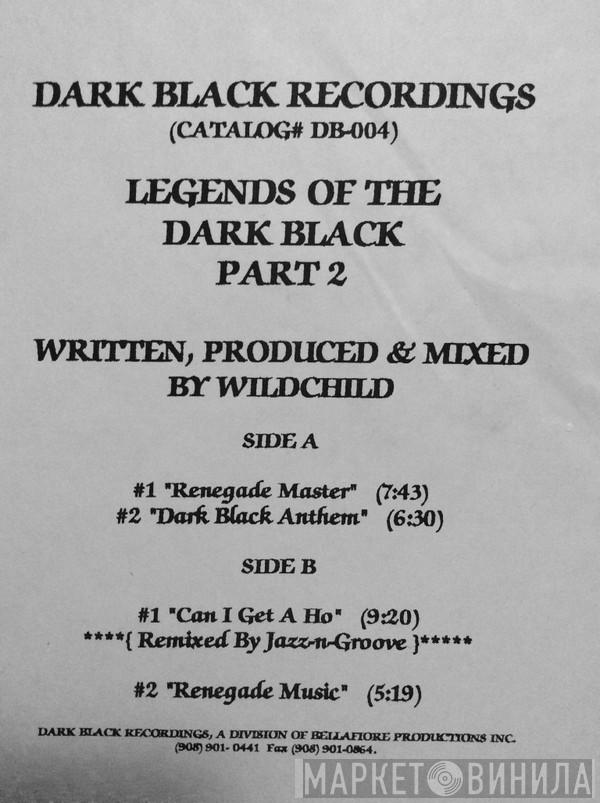 DARK BLACK RECORDINGS
(CATALOG# DB-004)
LEGENDS OF THE
DARK BLACK
PART 2
WRITTEN, PRODUCED & MIXED
BY WILDCHILD
SIDE A
#1 "Renegade Master" (7:43)
#2 "Dark Black Anthem" (6:30)
SIDE B
#1 "Can I Get A Ho" (9:20)
****{ Remixed By Jazz-n-Groove }*****
#2 "Renegade Music" (5:19)
DARK BLACK RECORDINGS, A DIVISION OF BELLAFIORE PRODUCTIONS INC.
(908) 901- 0441 Fax (908) 901-0864.
МАРКЕТ ВИНИЛА